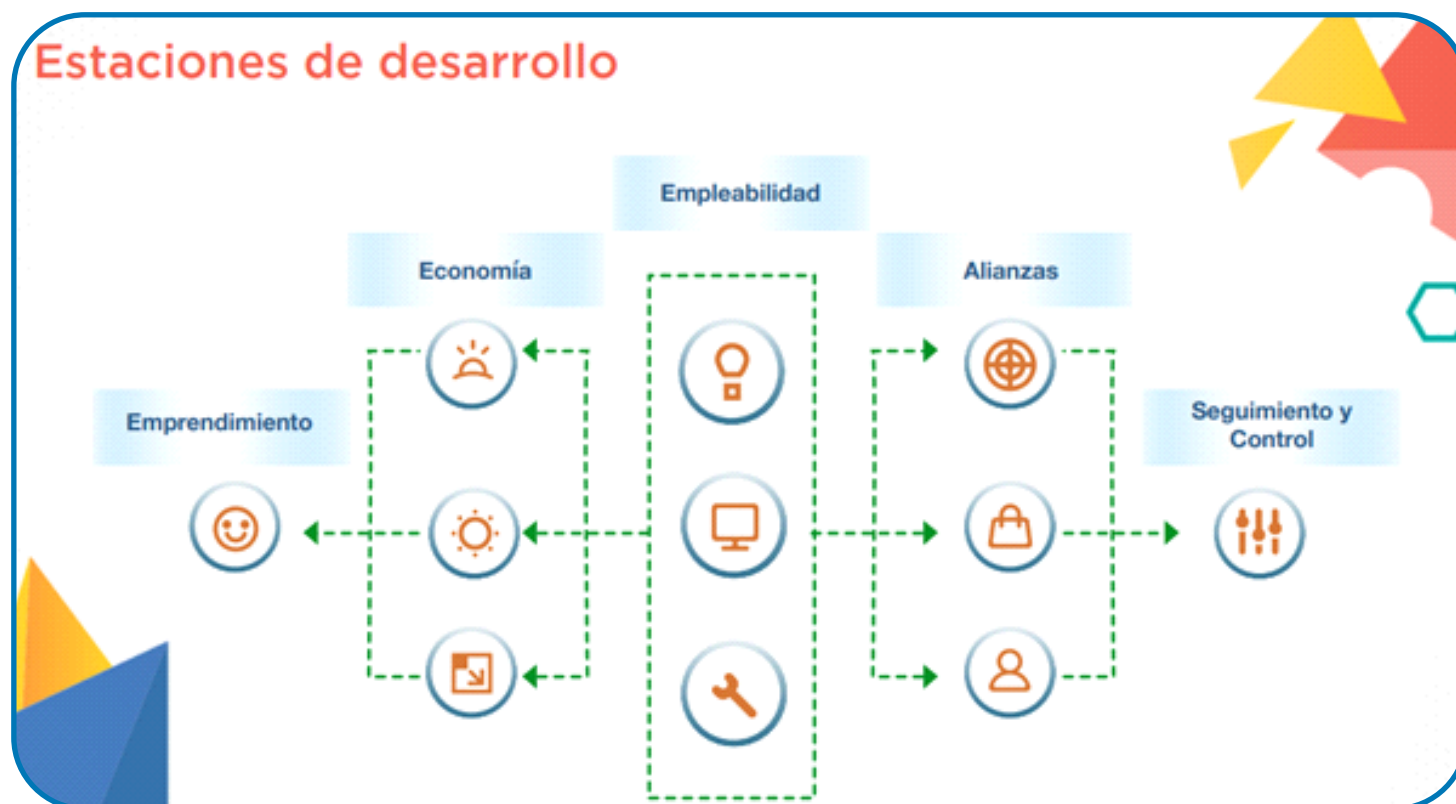 Estaciones de desarrollo
Empleabilidad
Economía
Alianzas
Emprendimiento
Seguimiento y
Control